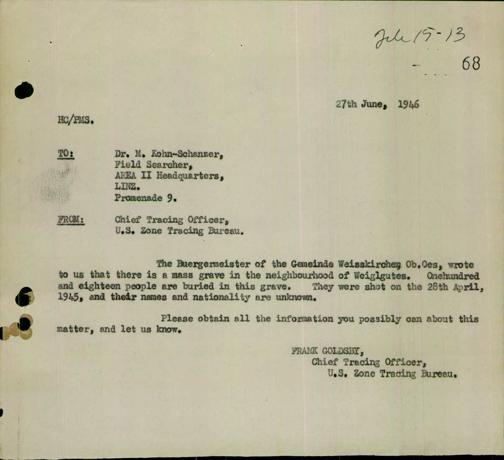 File 15-13
68
27th June, 1946
HC/PMS.
TO: Dr. M. Kohn-Schanzer,
Field Searcher,
AREA II Headquarters,
LINZ.
Promenade 9.
FROM: Chief Tracing Officer,
U.S. Zone Tracing Bureau.
The Buergermeister of the Gemeinde Weisskirchen Ob.Oes, wrote
to us that there is a mass grave in the neighbourhood of Weiglgutes. Onehundred
and eighteen people are buried in this grave. They were shot on the 28th April,
1945, and their names and nationality are unknown.
Please obtain all the information you possibly can about this
matter, and let us know.
FRANK GOLDSBY,
Chief Tracing Officer,
U.S. Zone Tracing Bureau.